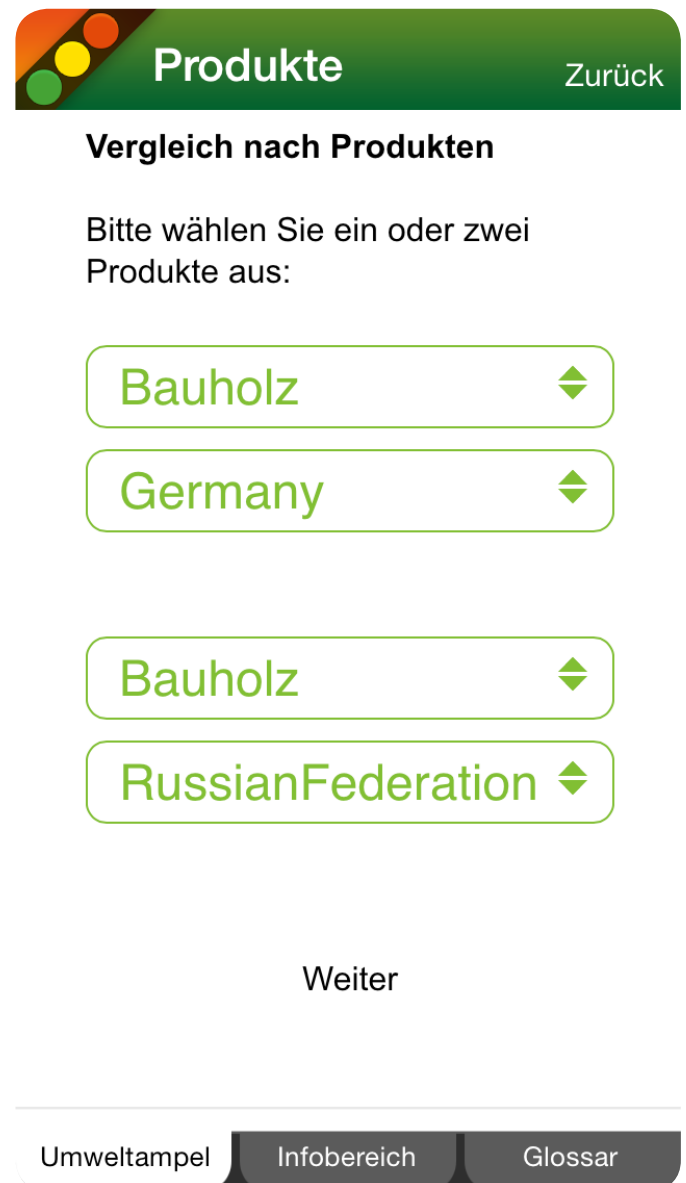 Produkte
Zurück
Vergleich nach Produkten
Bitte wählen Sie ein oder zwei
Produkte aus:
Bauholz
Germany
Bauholz
RussianFederation
Weiter
Umweltampel
Infobereich
Glossar